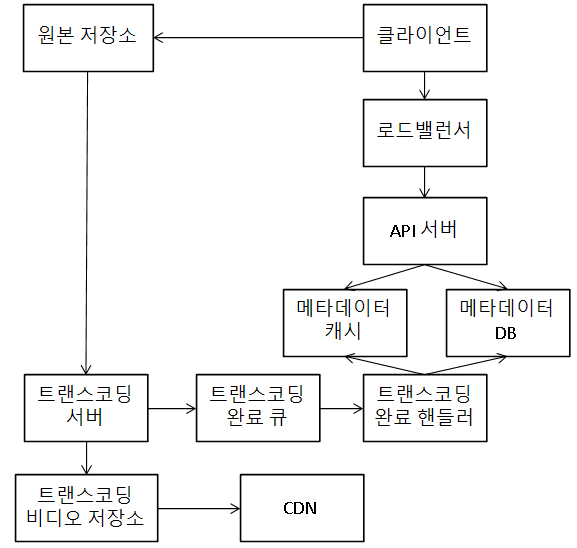 원본 저장소
클라이언트
로드밸런서
API 서버
메타데이터
캐시
메타데이터
DB
트랜스코딩
서버
트랜스코딩
완료 큐
트랜스코딩
완료 핸들러
트랜스코딩
비디오 저장소
CDN